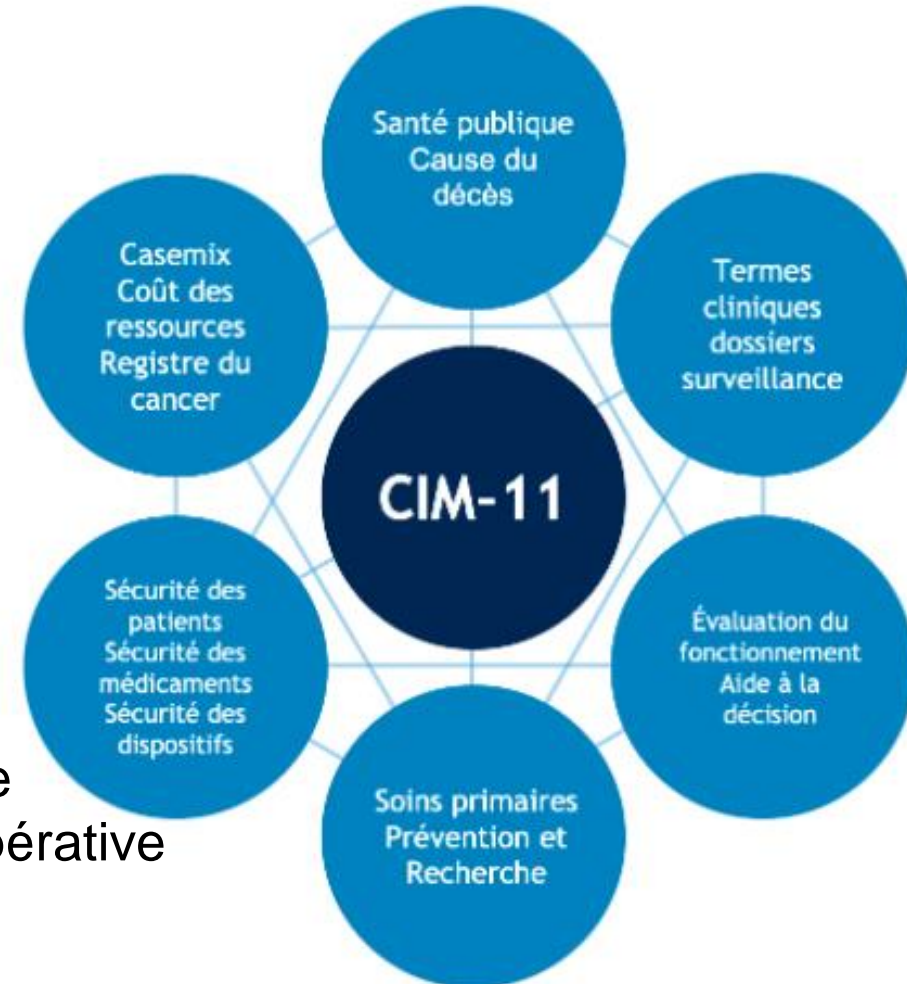 Santé publique
Cause du
décès
Casemix
Coût des
ressources
Registre du
cancer
Termes
cliniques
dossiers
surveillance
CIM-11
Sécurité des
patients
Sécurité des
médicaments
Sécurité des
dispositifs
Évaluation du
fonctionnement
Aide à la
décision
Soins primaires
Prévention et
Recherche
e
pérative